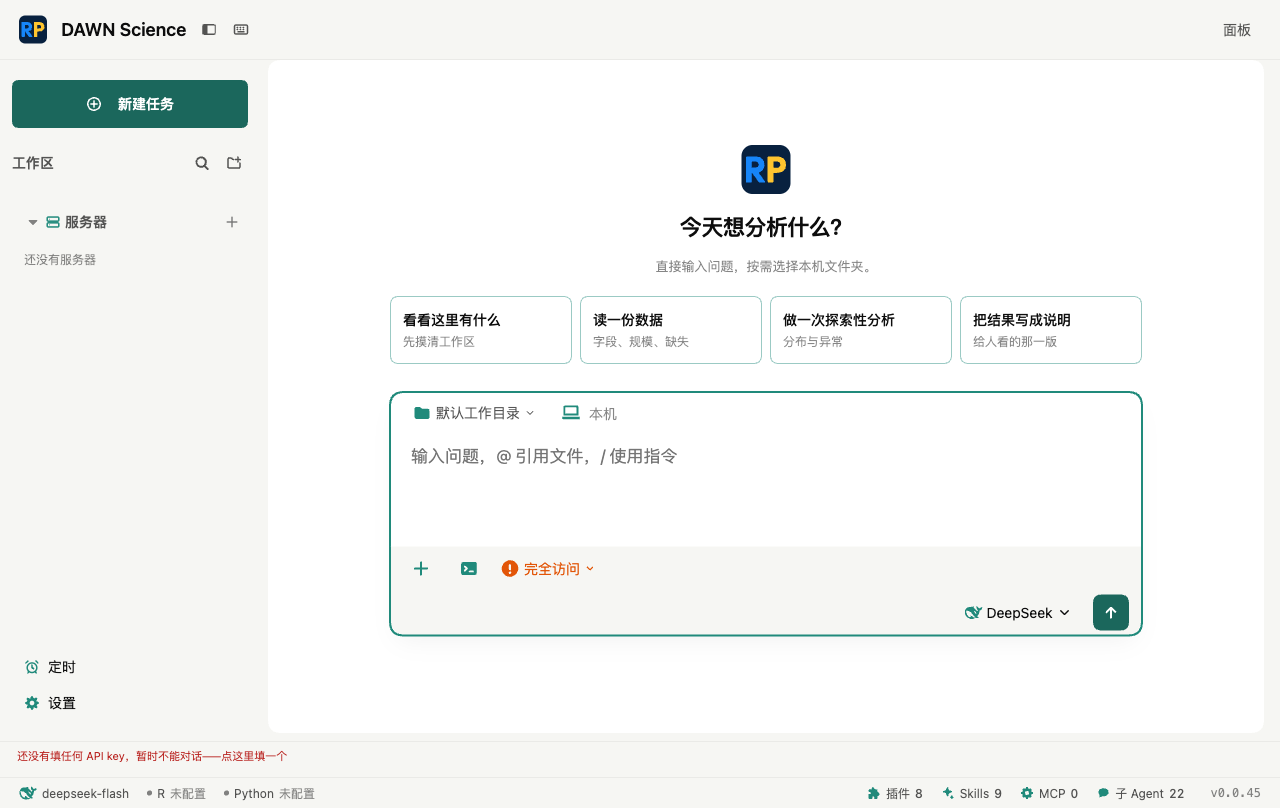 RP DAWN Science
面板
新建任务
工作区
服务器
还没有服务器
RP
今天想分析什么?
直接输入问题，按需选择本机文件夹。
看看这里有什么
先摸清工作区
读一份数据
字段、规模、缺失
做一次探索性分析
分布与异常
把结果写成说明
给人看的那一版
默认工作目录 本机
输入问题，@ 引用文件，/ 使用指令
完全访问
DeepSeek
定时
设置
还没有填任何 API key，暂时不能对话——点这里填一个
deepseek-flash R 未配置 Python 未配置 插件 8 Skills 9 MCP 0 子 Agent 22 v0.0.45